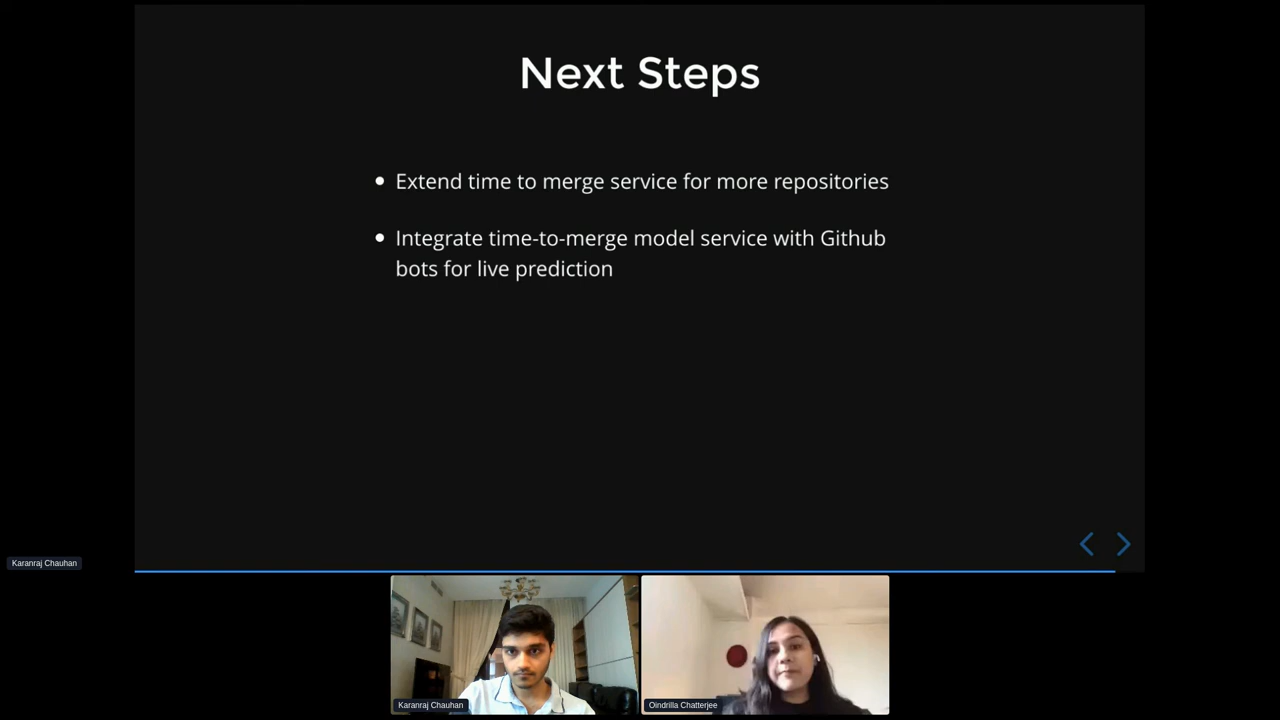 Next Steps
Extend time to merge service for more repositories
Integrate time-to-merge model service with Github
bots for live prediction
Karanraj Chauhan
Karanraj Chauhan
Oindrilla Chatterjee